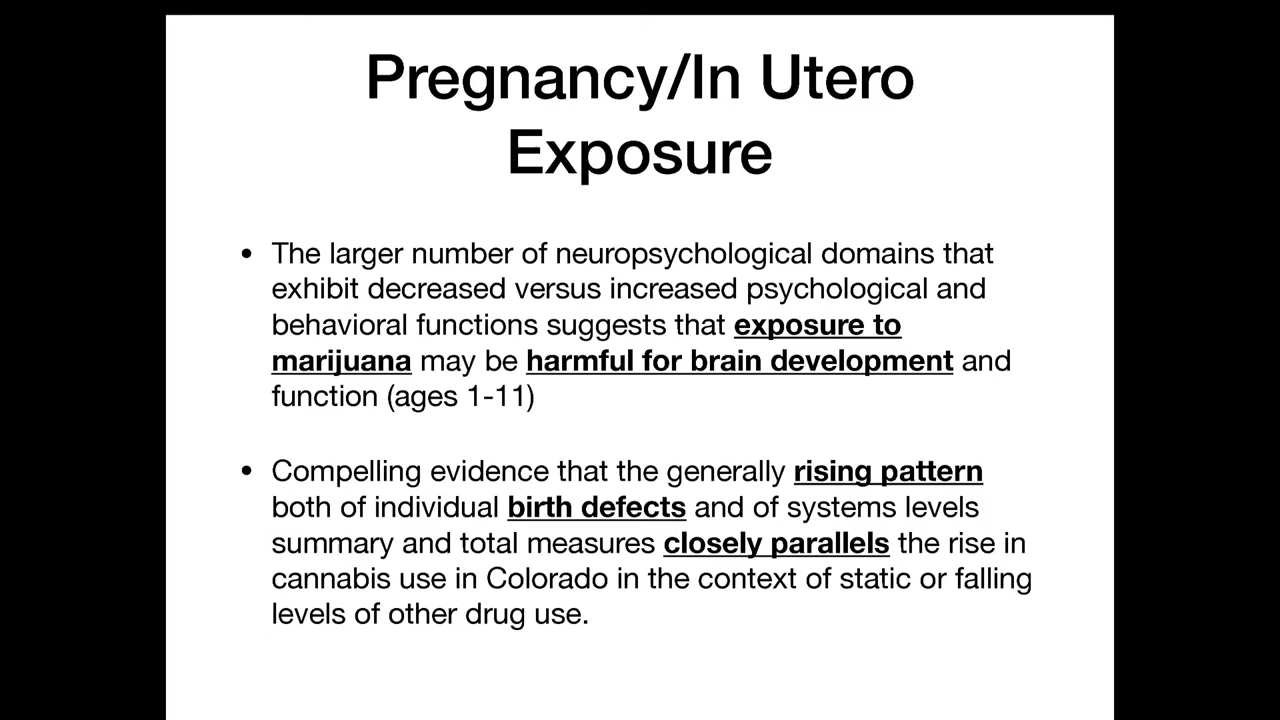 Pregnancy/In Utero
Exposure
• The larger number of neuropsychological domains that
exhibit decreased versus increased psychological and
behavioral functions suggests that exposure to
marijuana may be harmful for brain development and
function (ages 1-11)
• Compelling evidence that the generally rising pattern
both of individual birth defects and of systems levels
summary and total measures closely parallels the rise in
cannabis use in Colorado in the context of static or falling
levels of other drug use.